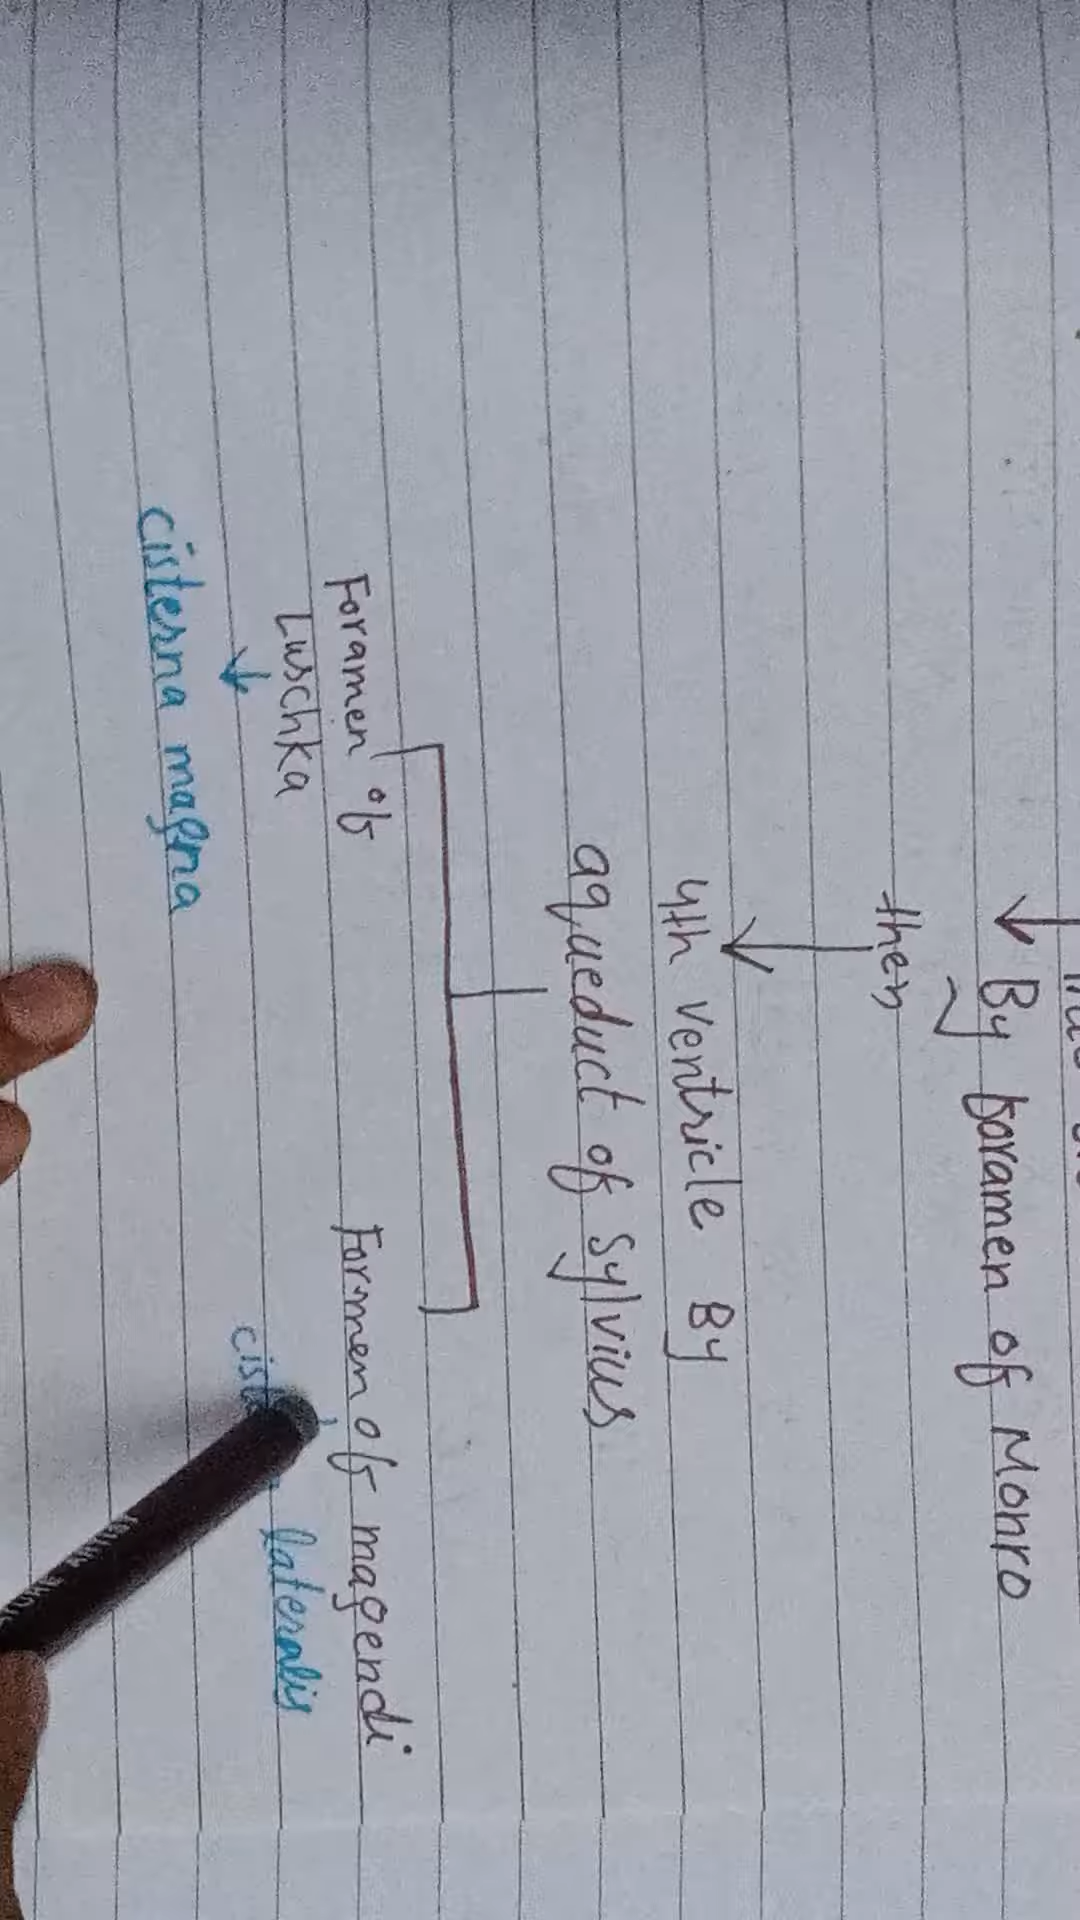 By foramen of Monro
then
4th ventricle By
aqueduct of sylvius
Foramen of
Luschka
Formen of magendi
cisterna magna
lateralis